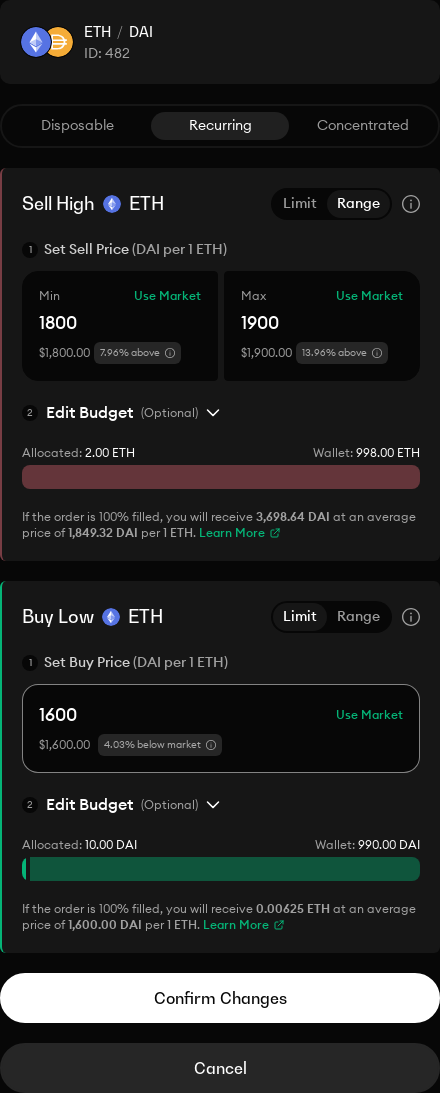 ETH / DAI
ID: 482
Disposable Recurring Concentrated
Sell High ETH Limit Range
1 Set Sell Price (DAI per 1 ETH)
Min Use Market Max Use Market
1800 1900
$1,800.00 7.96% above $1,900.00 13.96% above
2 Edit Budget (Optional)
Allocated: 2.00 ETH Wallet: 998.00 ETH
If the order is 100% filled, you will receive 3,698.64 DAI at an average
price of 1,849.32 DAI per 1 ETH. Learn More
Buy Low ETH Limit Range
1 Set Buy Price (DAI per 1 ETH)
1600 Use Market
$1,600.00 4.03% below market
2 Edit Budget (Optional)
Allocated: 10.00 DAI Wallet: 990.00 DAI
If the order is 100% filled, you will receive 0.00625 ETH at an average
price of 1,600.00 DAI per 1 ETH. Learn More
Confirm Changes
Cancel